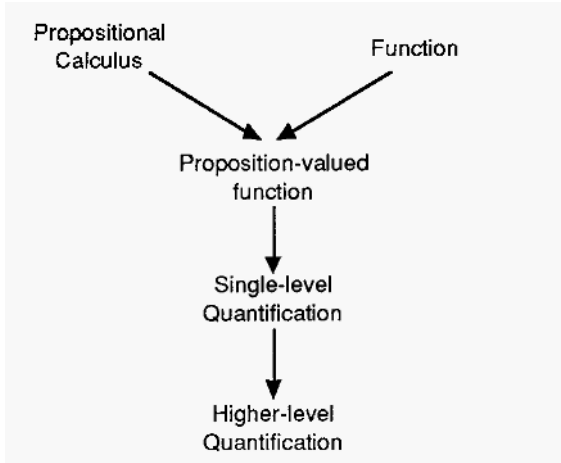 Propositional
Calculus
Function
Proposition-valued
function
Single-level
Quantification
Higher-level
Quantification